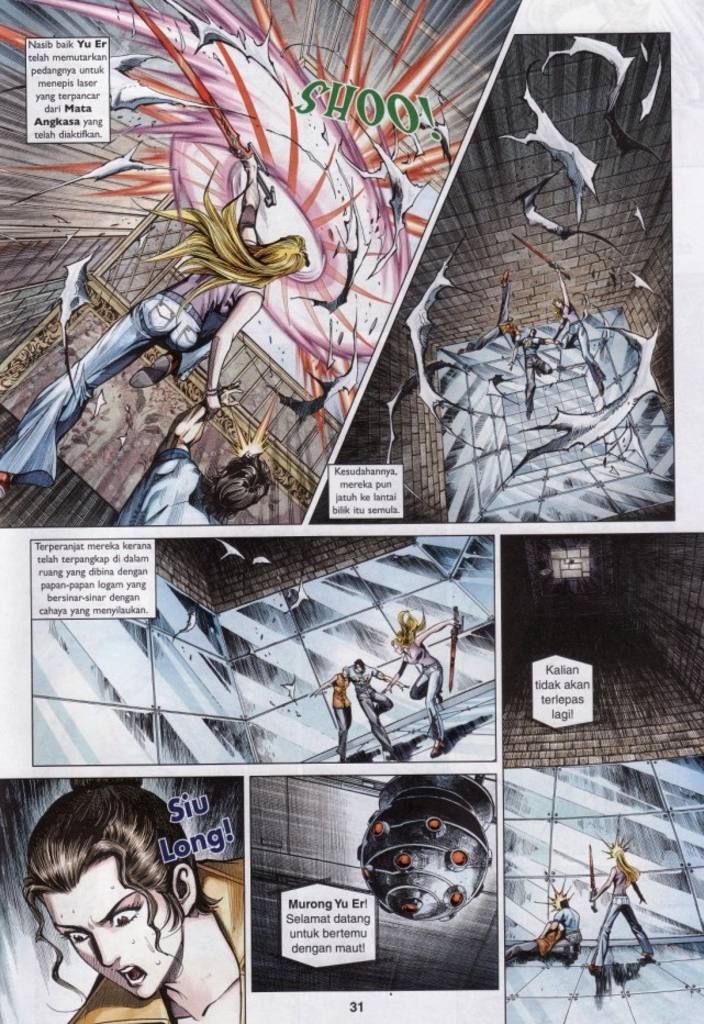 Nasib baik Yu Er
telah memutarkan
pedangnya untuk
menepis laser
yang terpancar
dari Mata
Angkasa yang
telah diaktifkan.
SHOO!
Kesudahannya,
mereka pun
jatuh ke lantai
bilik itu semula.
Terperanjat mereka kerana
telah terpangkap di dalam
ruang yang dibina dengan
papan-papan logam yang
bersinar-sinar dengan
cahaya yang menyilaukan.
Kalian
tidak akan
terlepas
lagi!
Siu
Long!
Murong Yu Er!
Selamat datang
untuk bertemu
dengan maut!
31